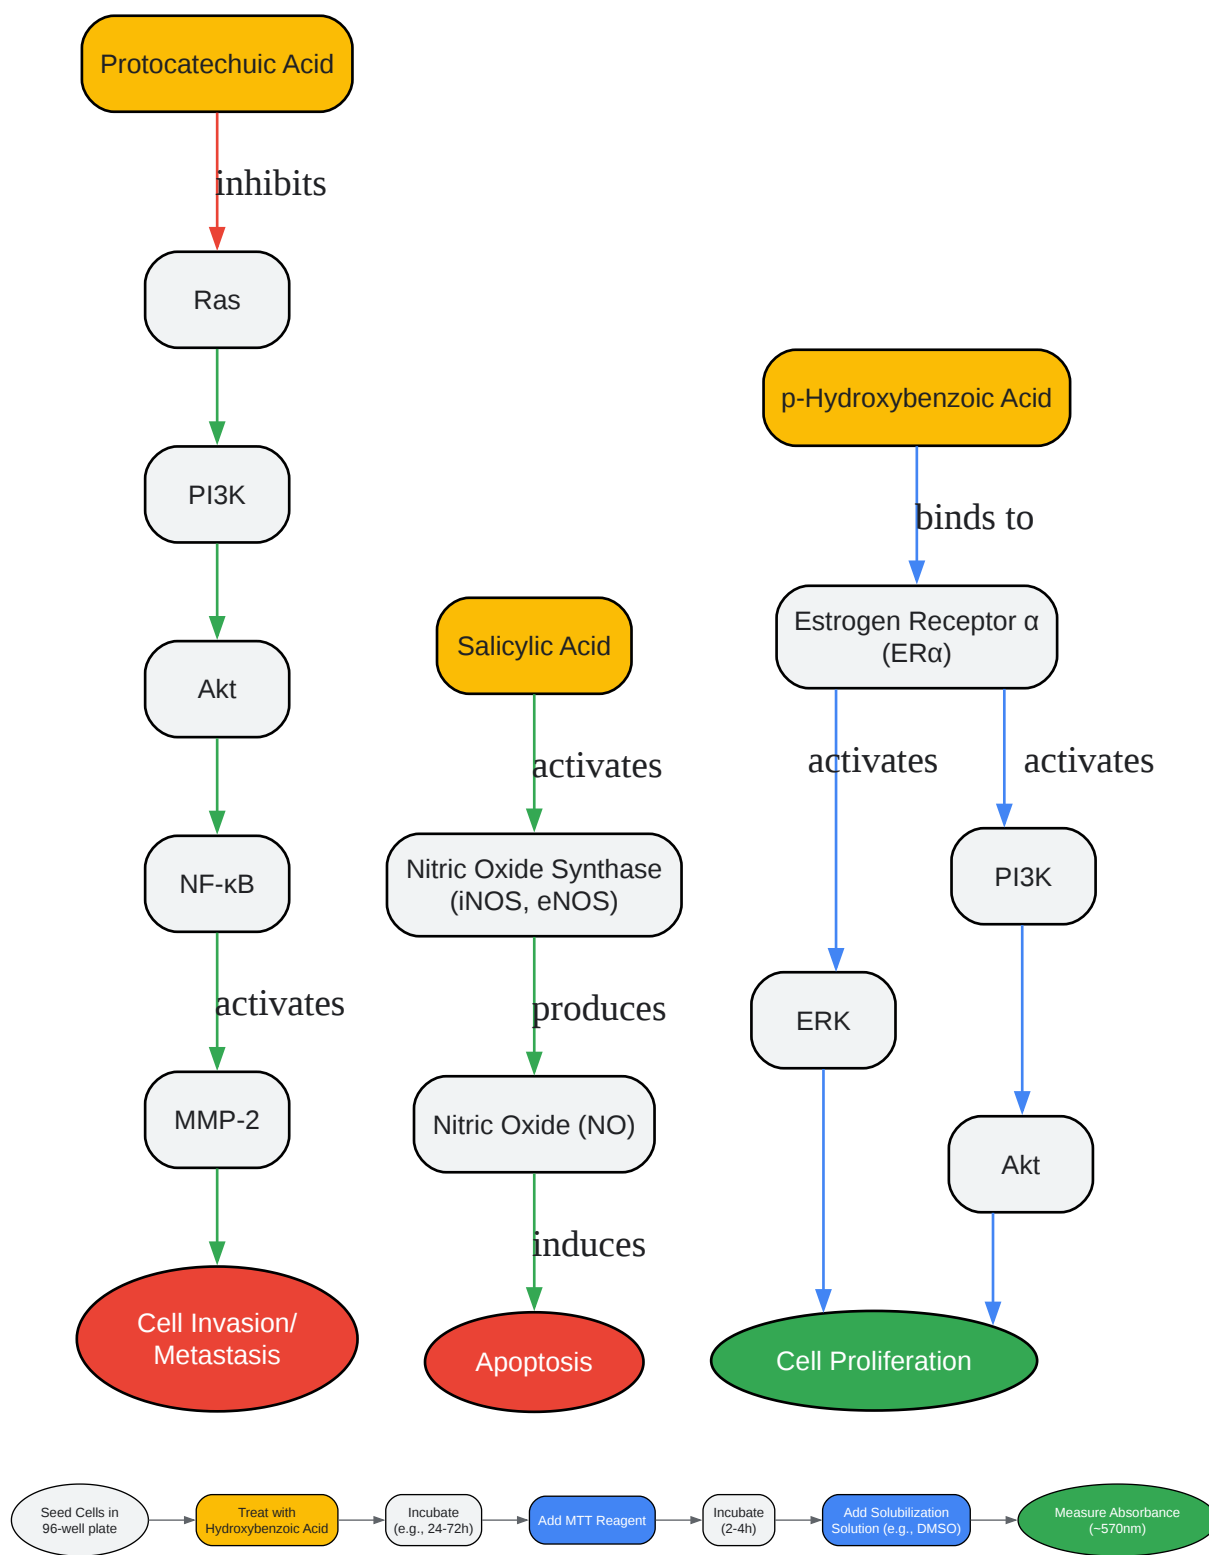 Protocatechuic Acid
inhibits
Ras
PI3K
Akt
NF-κB
activates
MMP-2
Cell Invasion/
Metastasis
Salicylic Acid
activates
Nitric Oxide Synthase
(iNOS, eNOS)
produces
Nitric Oxide (NO)
induces
Apoptosis
p-Hydroxybenzoic Acid
binds to
Estrogen Receptor α
(ERα)
activates
activates
PI3K
ERK
Akt
Cell Proliferation
Seed Cells in
96-well plate
Treat with
Hydroxybenzoic Acid
Incubate
(e.g., 24-72h)
Add MTT Reagent
Incubate
(2-4h)
Add Solubilization
Solution (e.g., DMSO)
Measure Absorbance
(~570nm)